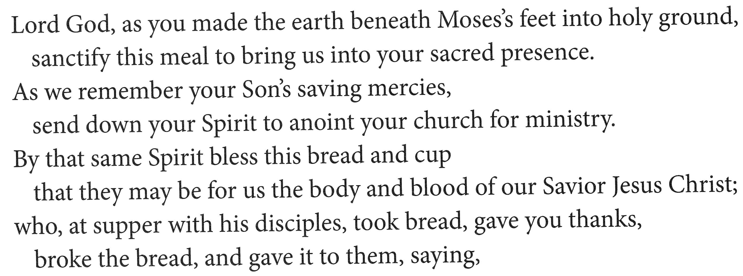 Lord God, as you made the earth beneath Moses’s feet into holy ground,
sanctify this meal to bring us into your sacred presence.
As we remember your Son’s saving mercies,
send down your Spirit to anoint your church for ministry.
By that same Spirit bless this bread and cup
that they may be for us the body and blood of our Savior Jesus Christ;
who, at supper with his disciples, took bread, gave you thanks,
broke the bread, and gave it to them, saying,